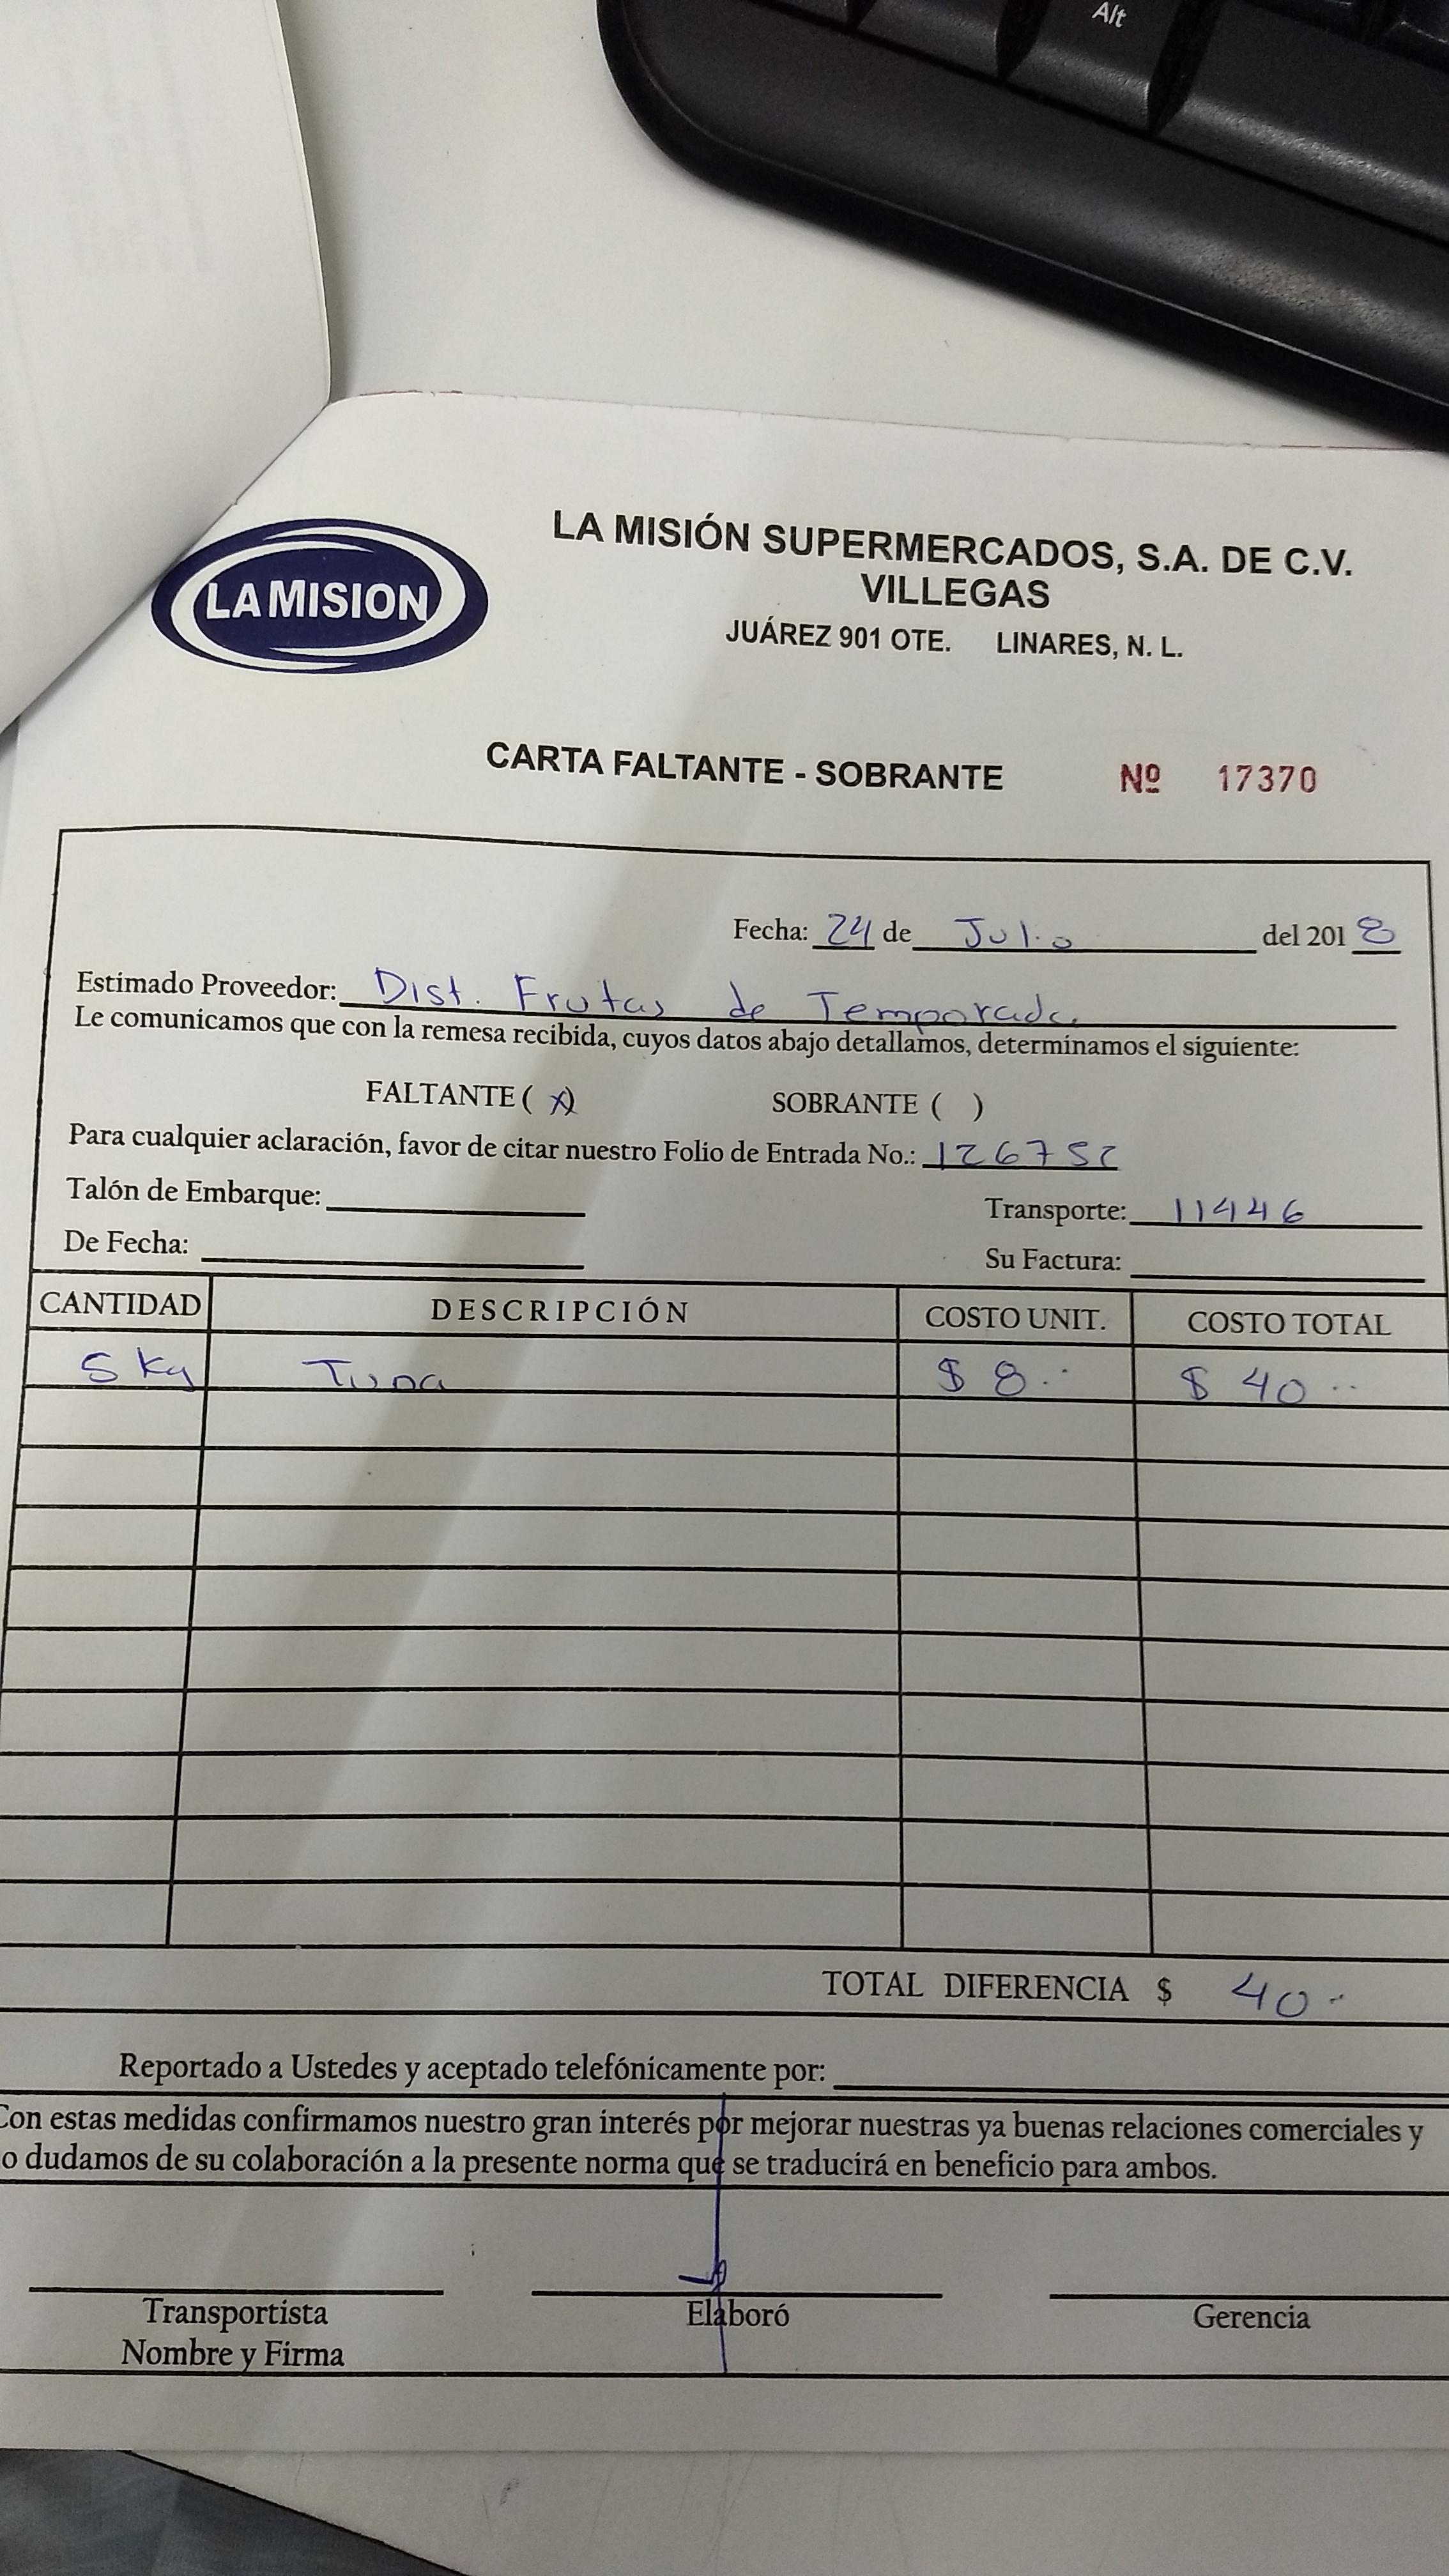 Alt
LA MISION
LA MISIÓN SUPERMERCADOS, S.A. DE C.V.
VILLEGAS
JUÁREZ 901 OTE. LINARES, N. L.
CARTA FALTANTE - SOBRANTE Nº 17370
Fecha: 24 de Julio del 2018
Estimado Proveedor: Dist. Frutas de Temporada
Le comunicamos que con la remesa recibida, cuyos datos abajo detallamos, determinamos el siguiente:
FALTANTE ( x ) SOBRANTE ( )
Para cualquier aclaración, favor de citar nuestro Folio de Entrada No.: 126752
Talón de Embarque: Transporte: 11446
De Fecha: Su Factura:
CANTIDAD DESCRIPCIÓN COSTO UNIT. COSTO TOTAL
5 Kg Tuna $ 8.- $ 40--
TOTAL DIFERENCIA $ 40.-
Reportado a Ustedes y aceptado telefónicamente por:
Con estas medidas confirmamos nuestro gran interés por mejorar nuestras ya buenas relaciones comerciales y
o dudamos de su colaboración a la presente norma que se traducirá en beneficio para ambos.
Transportista Elaboró Gerencia
Nombre y Firma